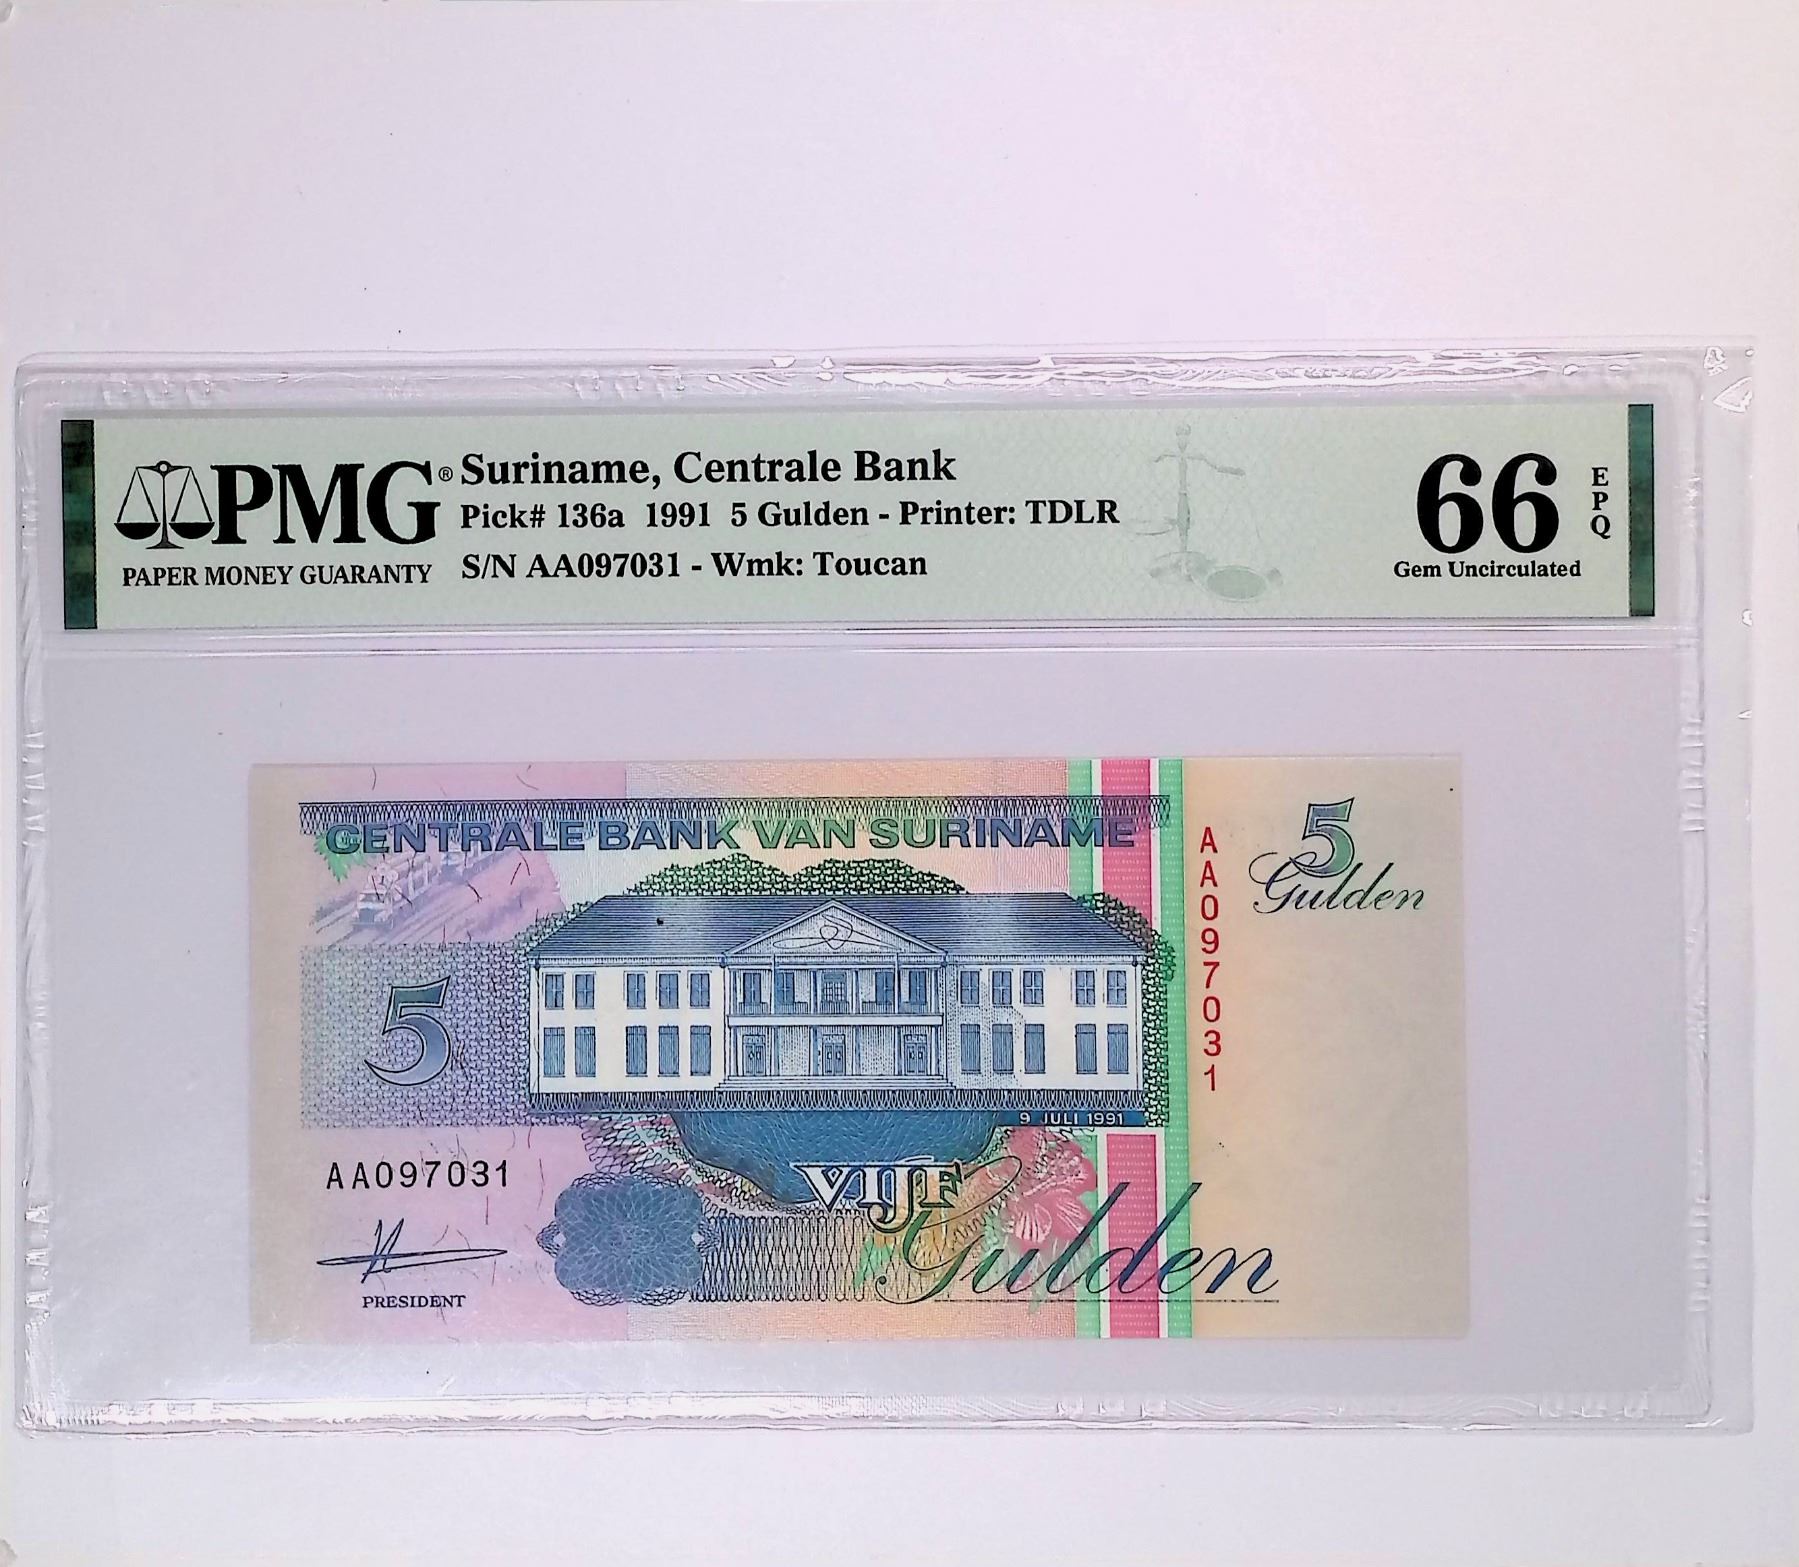 PMG®
PAPER MONEY GUARANTY
Suriname, Centrale Bank
Pick# 136a 1991 5 Gulden - Printer: TDLR
S/N AA097031 - Wmk: Toucan
66
EPQ
Gem Uncirculated
CENTRALE BANK VAN SURINAME
5
Gulden
AA097031
5
9 JULI 1991
AA097031
VIJF
Gulden
PRESIDENT